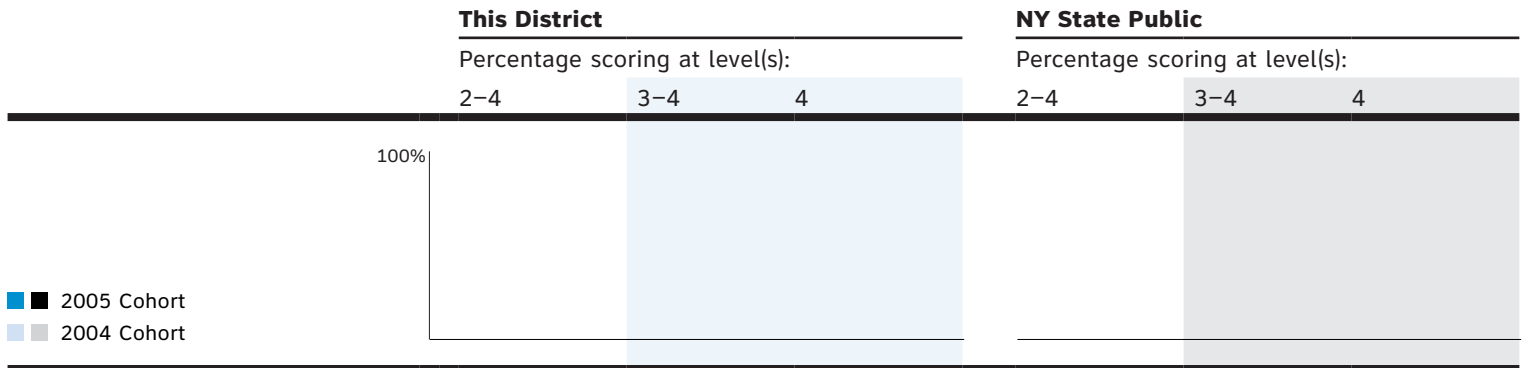 This District NY State Public
Percentage scoring at level(s): Percentage scoring at level(s):
2–4 3–4 4 2–4 3–4 4
100%
2005 Cohort
2004 Cohort